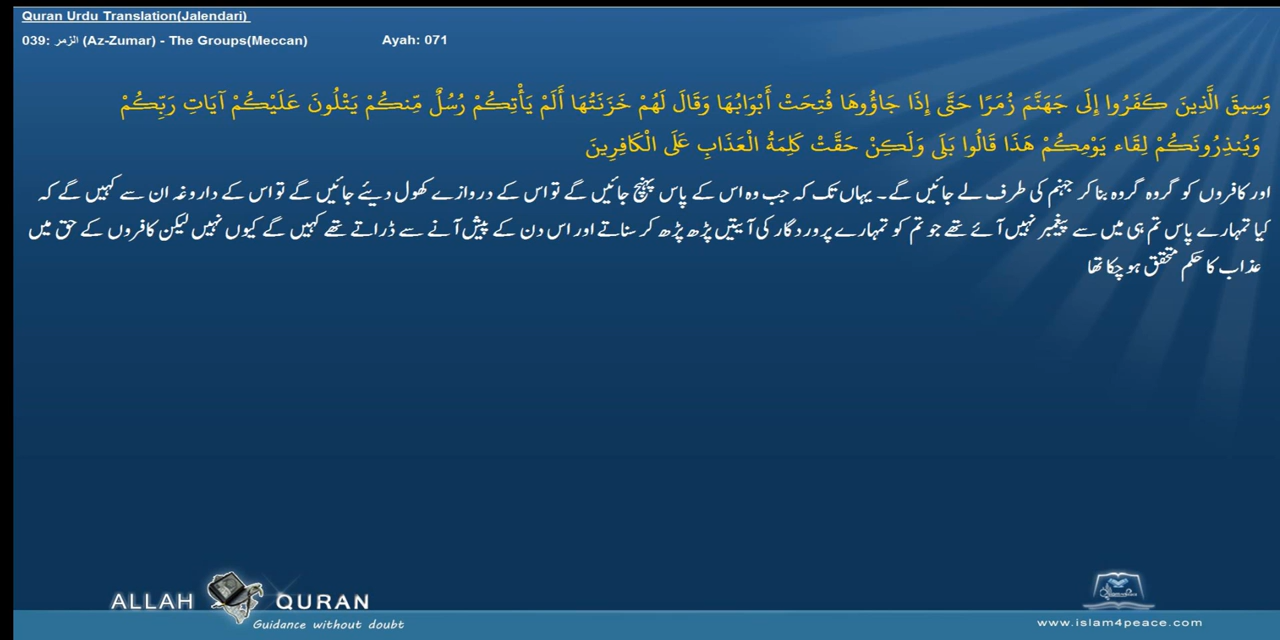 Quran Urdu Translation(Jalendari)
039: الزمر (Az-Zumar) - The Groups(Meccan) Ayah: 071
وَسِيقَ الَّذِينَ كَفَرُوا إِلَى جَهَنَّمَ زُمَرًا حَتَّى إِذَا جَاؤُوهَا فُتِحَتْ أَبْوَابُهَا وَقَالَ لَهُمْ خَزَنَتُهَا أَلَمْ يَأْتِكُمْ رُسُلٌ مِّنكُمْ يَتْلُونَ عَلَيْكُمْ آيَاتِ رَبِّكُمْ
وَيُنذِرُونَكُمْ لِقَاء يَوْمِكُمْ هَذَا قَالُوا بَلَى وَلَكِنْ حَقَّتْ كَلِمَةُ الْعَذَابِ عَلَى الْكَافِرِينَ
اور کافروں کو گروہ گروہ بنا کر جہنم کی طرف لے جائیں گے۔ یہاں تک کہ جب وہ اس کے پاس پہنچ جائیں گے تو اس کے دروازے کھول دیئے جائیں گے تو اس کے داروغہ ان سے کہیں گے کہ
کیا تمہارے پاس تم ہی میں سے پیغمبر نہیں آئے تھے جو تم کو تمہارے پروردگار کی آیتیں پڑھ پڑھ کر سناتے اور اس دن کے پیش آنے سے ڈراتے تھے کہیں گے کیوں نہیں لیکن کافروں کے حق میں
عذاب کا حکم متحقق ہو چکا تھا
ALLAH QURAN
Guidance without doubt
www.islam4peace.com